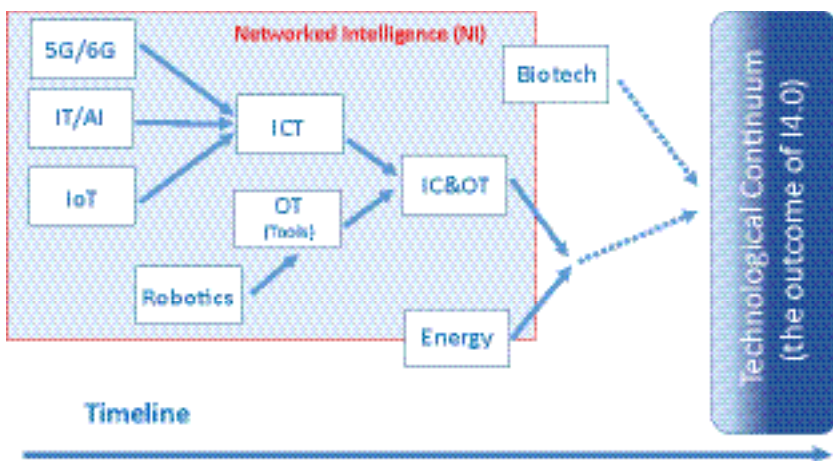 Networked Intelligence (NI)
5G/6G
Biotech
IT/AI
ICT
IoT
IC&OT
OT
(Tools)
Robotics
Energy
Technological Continuum
(the outcome of I4.0)
Timeline